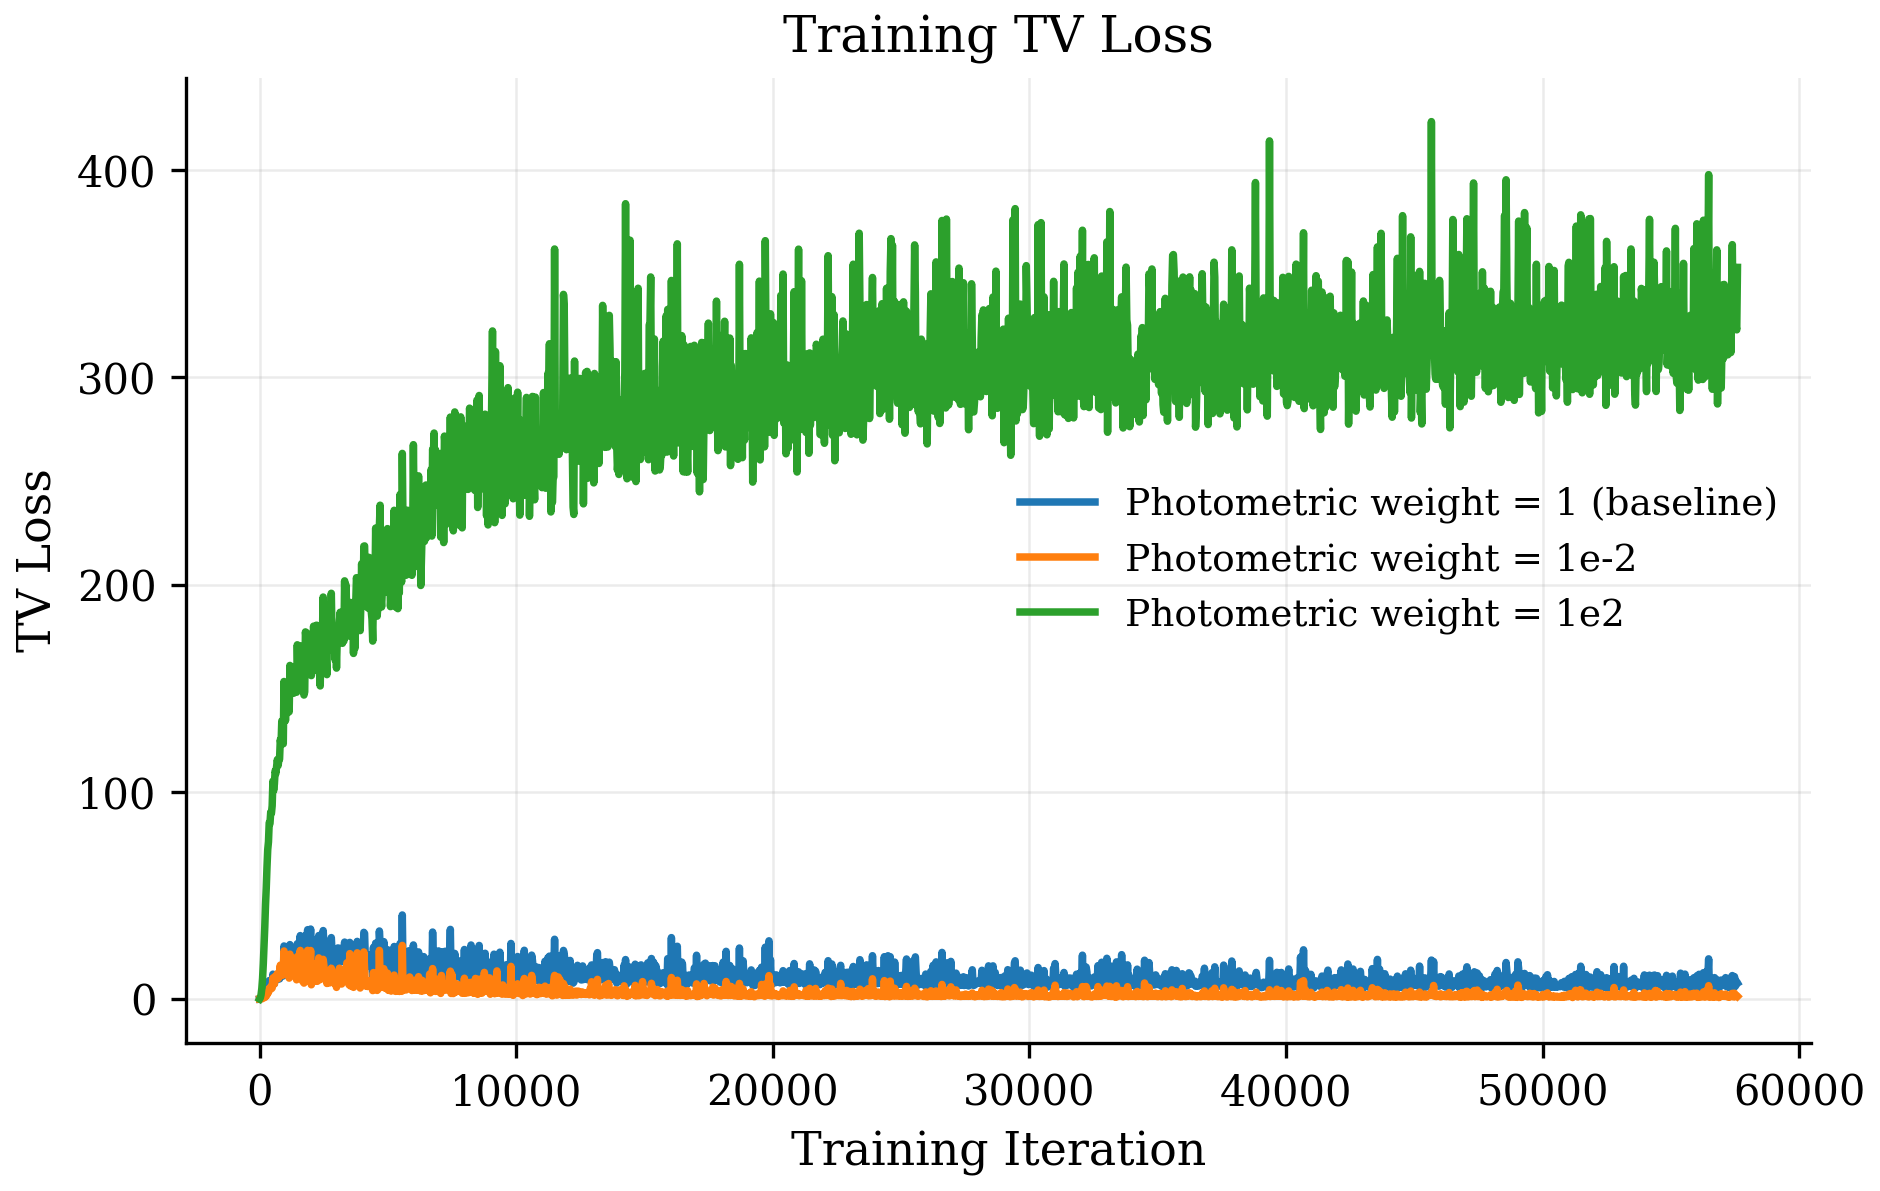 Training TV Loss
TV Loss
400
300
200
100
0
Photometric weight = 1 (baseline)
Photometric weight = 1e-2
Photometric weight = 1e2
0 10000 20000 30000 40000 50000 60000
Training Iteration